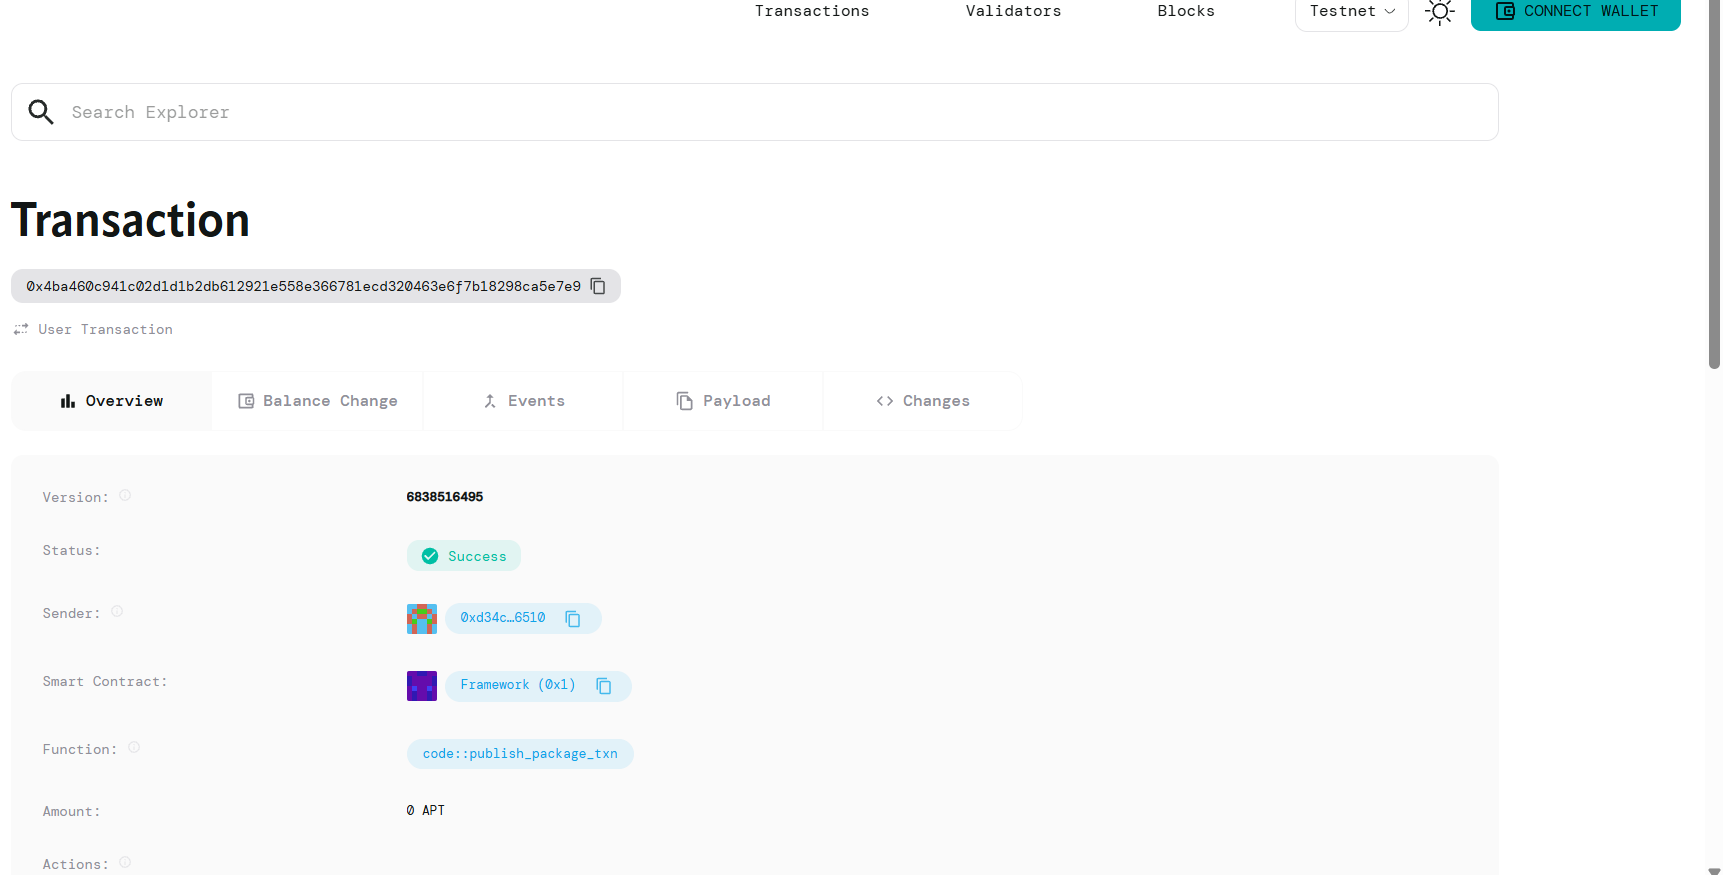 Transactions
Validators
Blocks
Testnet
CONNECT WALLET
Search Explorer
Transaction
0x4ba460c941c02d1d1b2db612921e558e366781ecd320463e6f7b18298ca5e7e9
User Transaction
Overview
Balance Change
Events
Payload
Changes
Version:
6838516495
Status:
Success
Sender:
0xd34c…6510
Smart Contract:
Framework (0x1)
Function:
code::publish_package_txn
Amount:
0 APT
Actions: